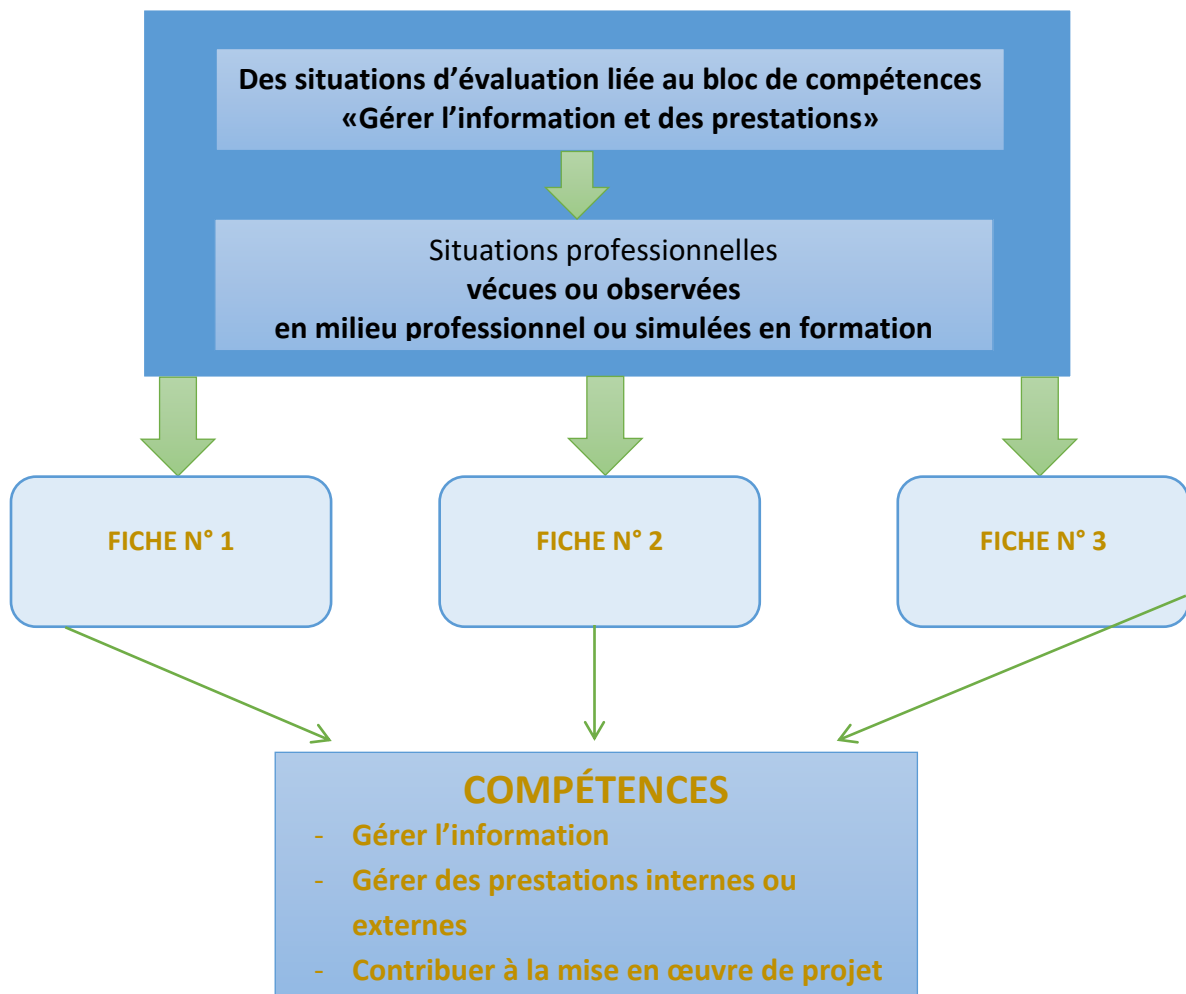 Des situations d’évaluation liée au bloc de compétences
«Gérer l’information et des prestations»
Situations professionnelles
vécues ou observées
en milieu professionnel ou simulées en formation
FICHE N° 1
FICHE N° 2
FICHE N° 3
COMPÉTENCES
- Gérer l’information
- Gérer des prestations internes ou
externes
- Contribuer à la mise en œuvre de projet